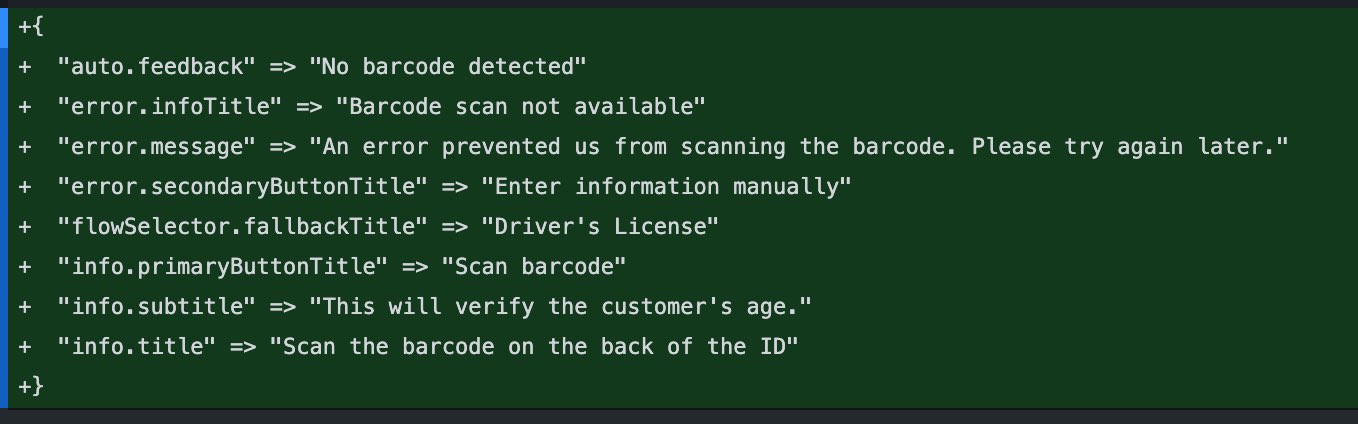 +{
+  "auto.feedback" => "No barcode detected"
+  "error.infoTitle" => "Barcode scan not available"
+  "error.message" => "An error prevented us from scanning the barcode. Please try again later."
+  "error.secondaryButtonTitle" => "Enter information manually"
+  "flowSelector.fallbackTitle" => "Driver's License"
+  "info.primaryButtonTitle" => "Scan barcode"
+  "info.subtitle" => "This will verify the customer's age."
+  "info.title" => "Scan the barcode on the back of the ID"
+}